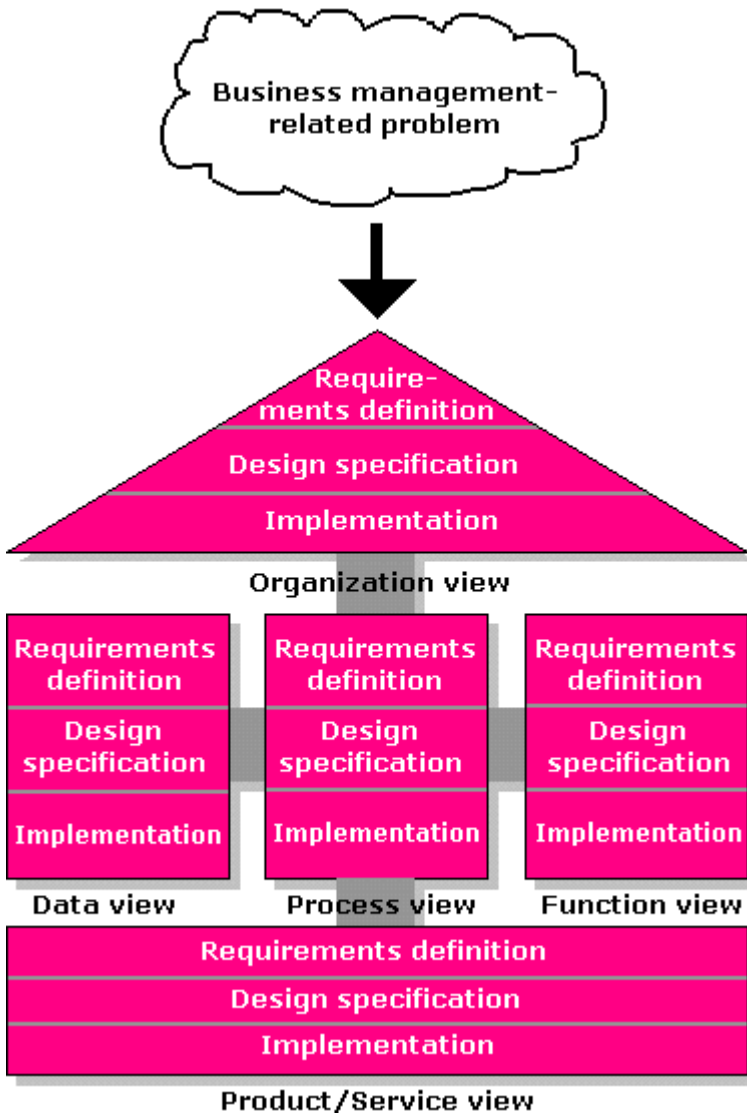 Business management-
related problem
Require-
ments definition
Design specification
Implementation
Organization view
Requirements
definition
Design
specification
Implementation
Data view
Requirements
definition
Design
specification
Implementation
Process view
Requirements
definition
Design
specification
Implementation
Function view
Requirements definition
Design specification
Implementation
Product/Service view